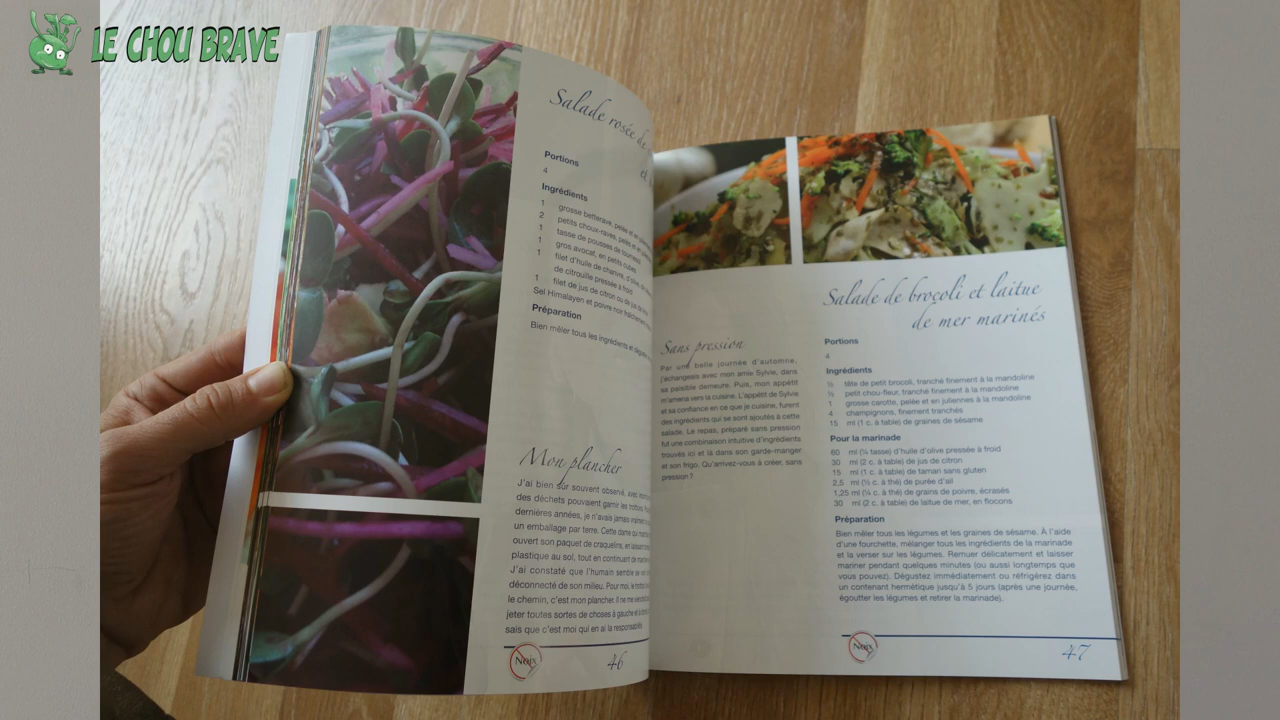 LE CHOU BRAVE
Salade rosée de
et
Portions
4
Ingrédients
1 grosse betterave, pelée et en
2 petits choux-raves, pelés et en
1 tasse de pousses de tournesol
1 gros avocat, en petits cubes
1 filet d'huile de chanvre, d'olive,
de citrouille pressée à froid
1 filet de jus de citron ou de jus de
Sel Himalayen et poivre noir fraîchement
Préparation
Bien mêler tous les ingrédients et
Mon plancher
J'ai bien sûr souvent observé, avec
des déchets pouvaient garnir les trottoirs.
dernières années, je n'avais jamais vraiment
un emballage par terre. Cette dame qui
ouvert son paquet de craquelins, en laissant
plastique au sol, tout en continuant de
J'ai constaté que l'humain semble se
déconnecté de son milieu. Pour moi, le
le chemin, c'est mon plancher. Il ne me
jeter toutes sortes de choses à gauche et à
sais que c'est moi qui en ai la responsabilité.
Noix
46
Salade de brocoli et laitue
de mer marinés
Sans pression
Par une belle journée d'automne,
j'échangeais avec mon amie Sylvie, dans
sa paisible demeure. Puis, mon appétit
m'amena vers la cuisine. L'appétit de Sylvie
et sa confiance en ce que je cuisine, furent
des ingrédients qui se sont ajoutés à cette
salade. Le repas, préparé sans pression
fut une combinaison intuitive d'ingrédients
trouvés ici et là dans son garde-manger
et son frigo. Qu'arrivez-vous à créer, sans
pression ?
Portions
4
Ingrédients
½ tête de petit brocoli, tranché finement à la mandoline
½ petit chou-fleur, tranché finement à la mandoline
1 grosse carotte, pelée et en juliennes à la mandoline
4 champignons, finement tranchés
15 ml (1 c. à table) de graines de sésame
Pour la marinade
60 ml (¼ tasse) d'huile d'olive pressée à froid
30 ml (2 c. à table) de jus de citron
15 ml (1 c. à table) de tamari sans gluten
2,5 ml (½ c. à thé) de purée d'ail
1,25 ml (¼ c. à thé) de grains de poivre, écrasés
30 ml (2 c. à table) de laitue de mer, en flocons
Préparation
Bien mêler tous les légumes et les graines de sésame. À l'aide
d'une fourchette, mélanger tous les ingrédients de la marinade
et la verser sur les légumes. Remuer délicatement et laisser
mariner pendant quelques minutes (ou aussi longtemps que
vous pouvez). Dégustez immédiatement ou réfrigérez dans
un contenant hermétique jusqu'à 5 jours (après une journée,
égoutter les légumes et retirer la marinade).
Noix
47